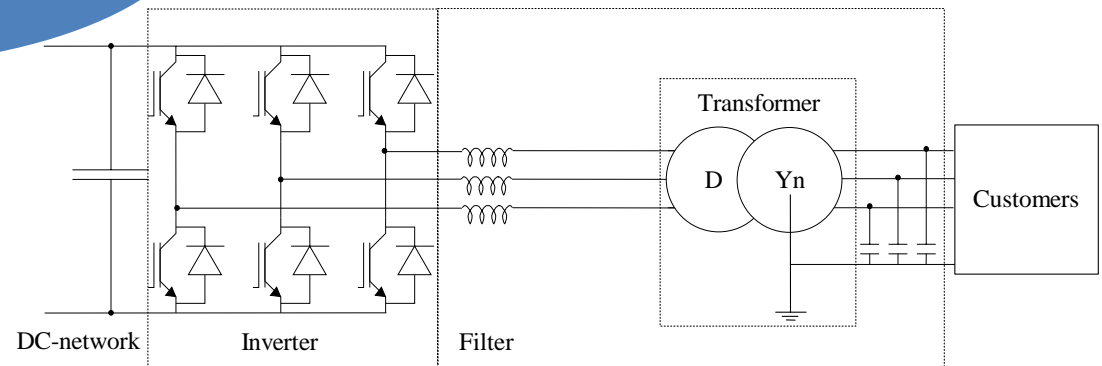 Transformer
D
Yn
Customers
DC-network
Inverter
Filter